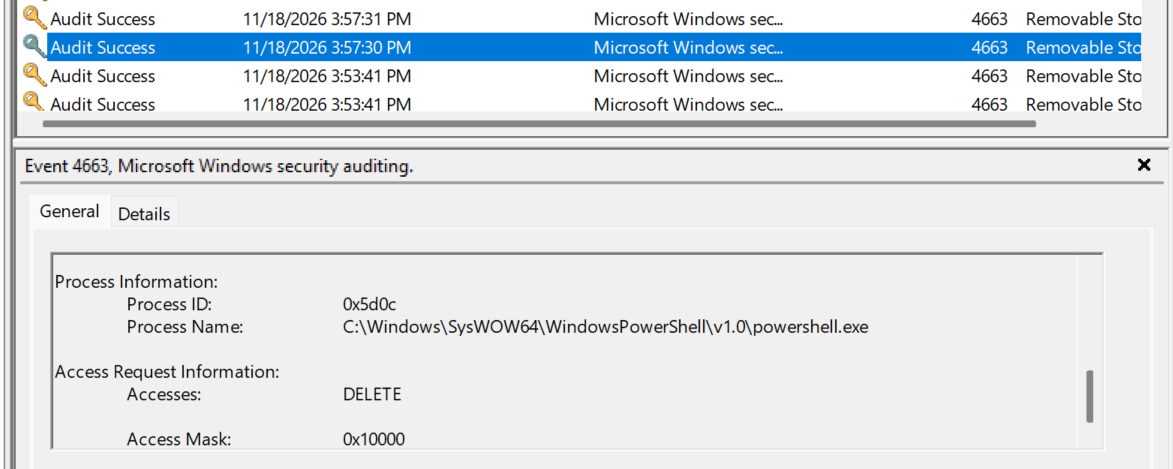 Audit Success 11/18/2026 3:57:31 PM Microsoft Windows sec... 4663 Removable Sto
Audit Success 11/18/2026 3:57:30 PM Microsoft Windows sec... 4663 Removable Sto
Audit Success 11/18/2026 3:53:41 PM Microsoft Windows sec... 4663 Removable Sto
Audit Success 11/18/2026 3:53:41 PM Microsoft Windows sec... 4663 Removable Sto
Event 4663, Microsoft Windows security auditing.
General Details
Process Information:
Process ID: 0x5d0c
Process Name: C:\Windows\SysWOW64\WindowsPowerShell\v1.0\powershell.exe
Access Request Information:
Accesses: DELETE
Access Mask: 0x10000